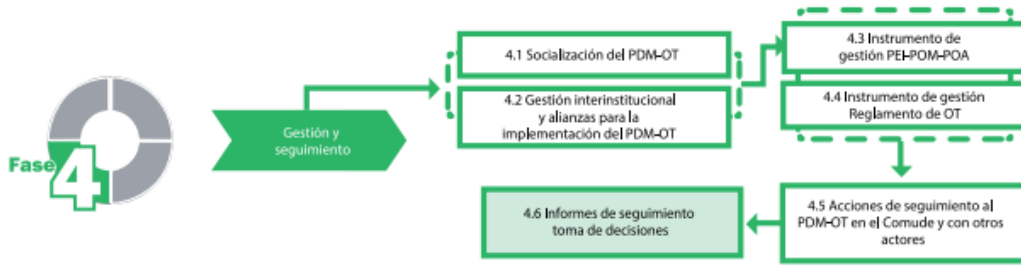 Fase
4
Gestión y
seguimiento
4.1 Socialización del PDM-OT
4.2 Gestión interinstitucional
y alianzas para la
implementación del PDM-OT
4.3 Instrumento de
gestión PEI-POM-POA
4.4 Instrumento de gestión
Reglamento de OT
4.5 Acciones de seguimiento al
PDM-OT en el Comude y con otros
actores
4.6 Informes de seguimiento
toma de decisiones